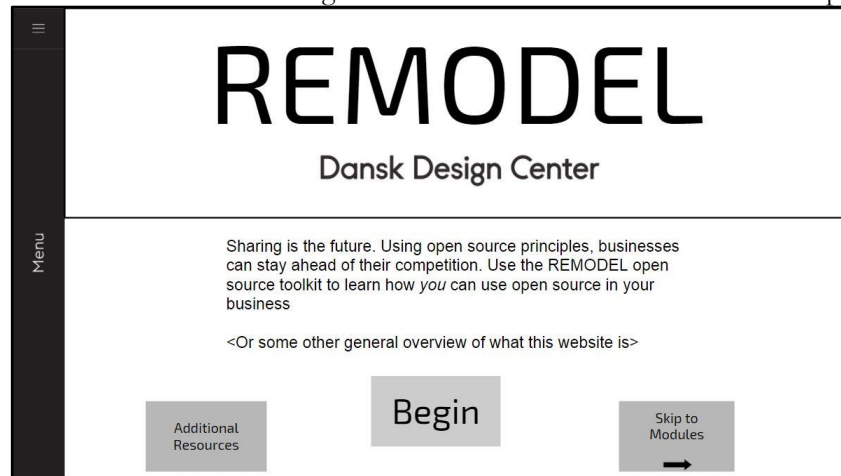 REMODEL
Dansk Design Center
Menu
Sharing is the future. Using open source principles, businesses
can stay ahead of their competition. Use the REMODEL open
source toolkit to learn how you can use open source in your
business
<Or some other general overview of what this website is>
Additional
Resources
Begin
Skip to
Modules